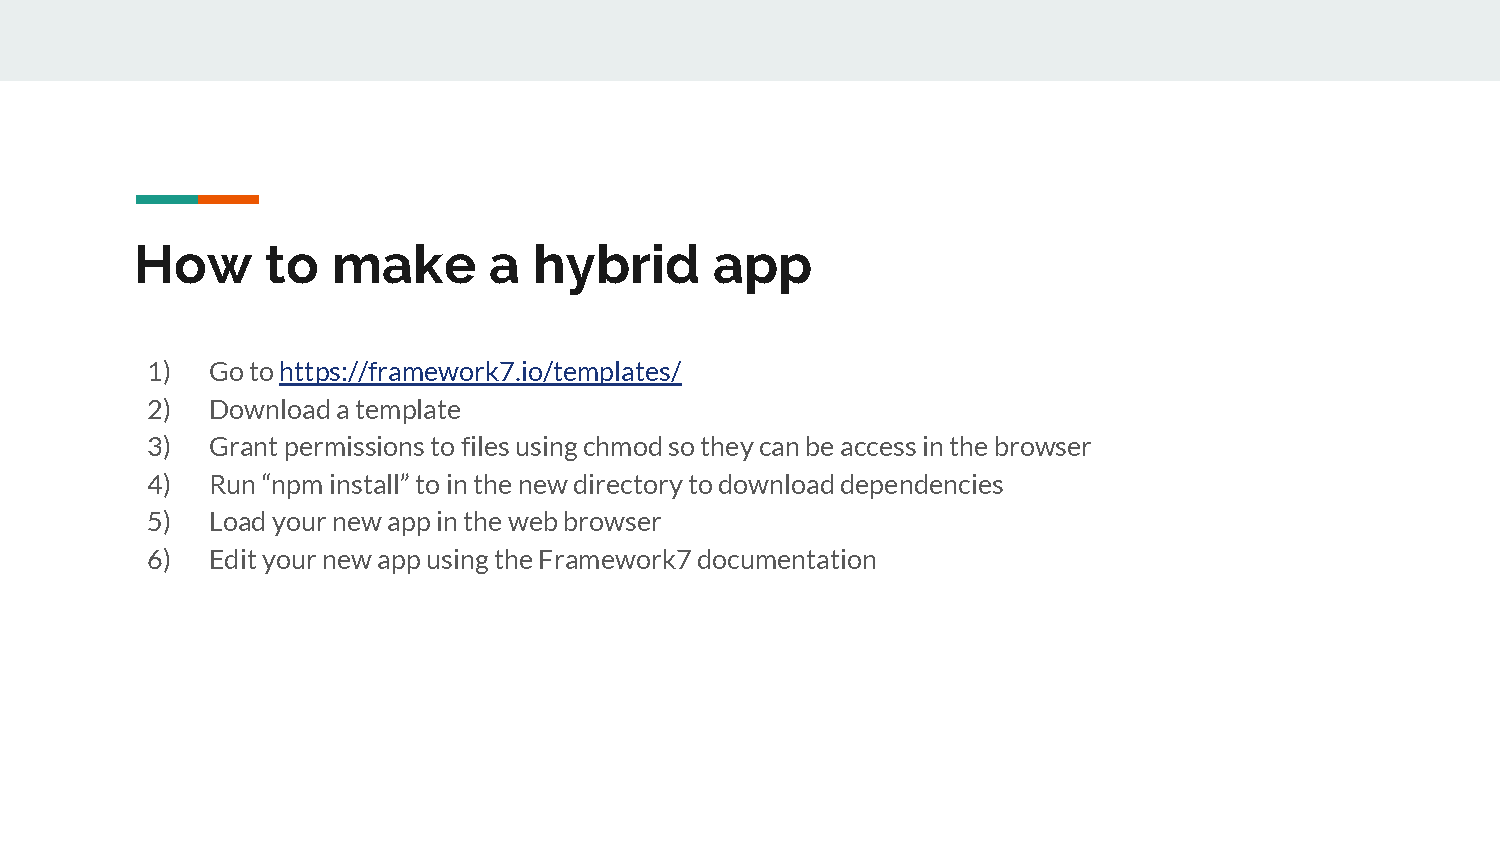 How to make a hybrid app
1) Go to https://framework7.io/templates/
2) Download a template
3) Grant permissions to files using chmod so they can be access in the browser
4) Run “npm install” to in the new directory to download dependencies
5) Load your new app in the web browser
6) Edit your new app using the Framework7 documentation